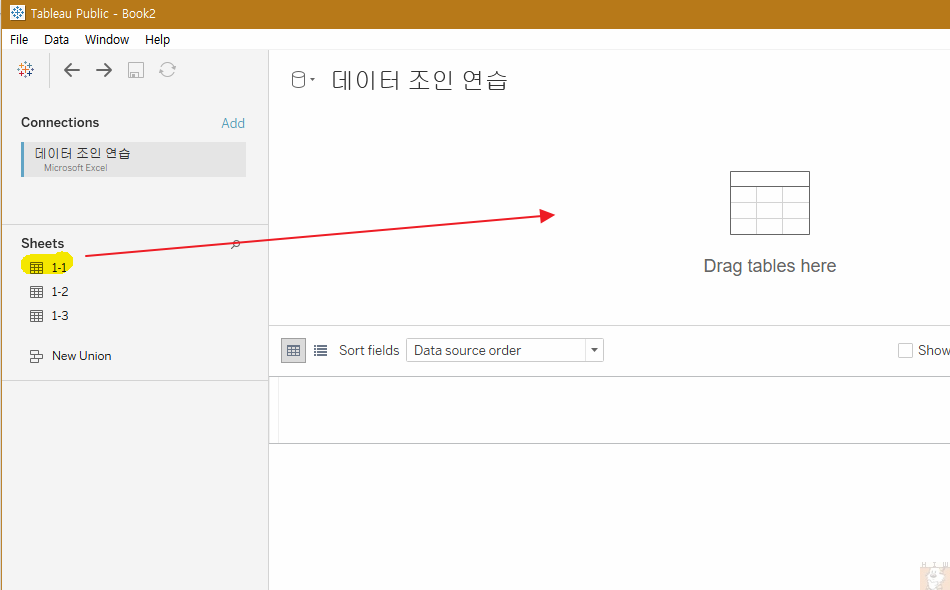 Tableau Public - Book2
File Data Window Help
데이터 조인 연습
Connections
Add
데이터 조인 연습
Microsoft Excel
Sheets
1-1
1-2
1-3
New Union
Drag tables here
Sort fields
Data source order
Show